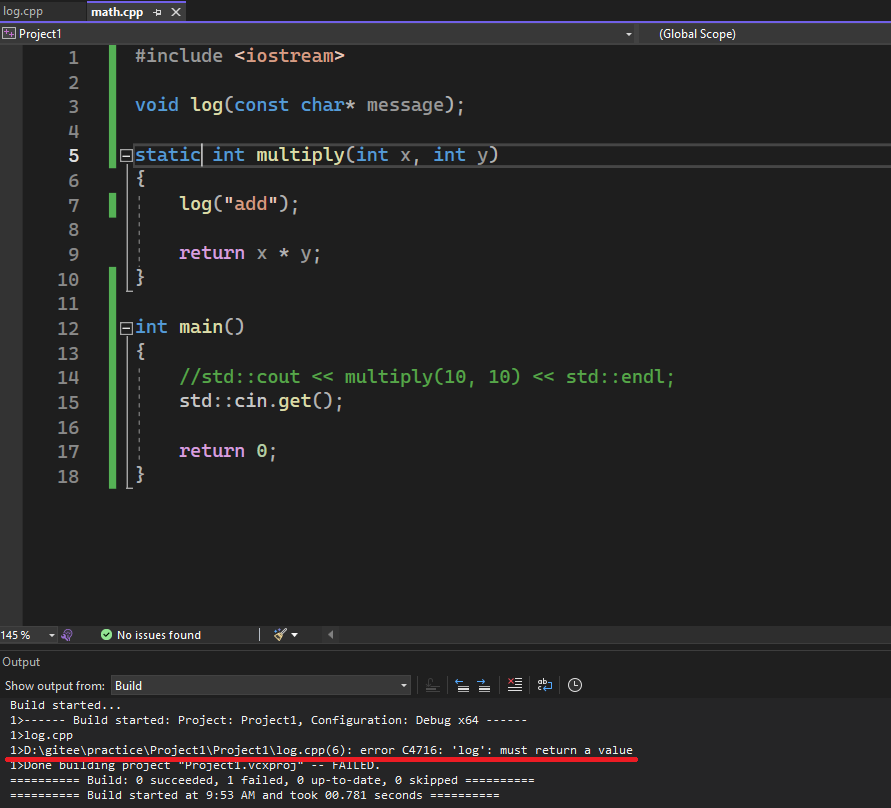 log.cpp math.cpp
Project1 (Global Scope)
1 #include <iostream>
2
3 void log(const char* message);
4
5 static int multiply(int x, int y)
6 {
7 log("add");
8
9 return x * y;
10 }
11
12 int main()
13 {
14 //std::cout << multiply(10, 10) << std::endl;
15 std::cin.get();
16
17 return 0;
18 }
145 % No issues found
Output
Show output from: Build
Build started...
1>------ Build started: Project: Project1, Configuration: Debug x64 ------
1>log.cpp
1>D:\gitee\practice\Project1\Project1\log.cpp(6): error C4716: 'log': must return a value
1>Done building project "Project1.vcxproj" -- FAILED.
========== Build: 0 succeeded, 1 failed, 0 up-to-date, 0 skipped ==========
========== Build started at 9:53 AM and took 00.781 seconds ==========